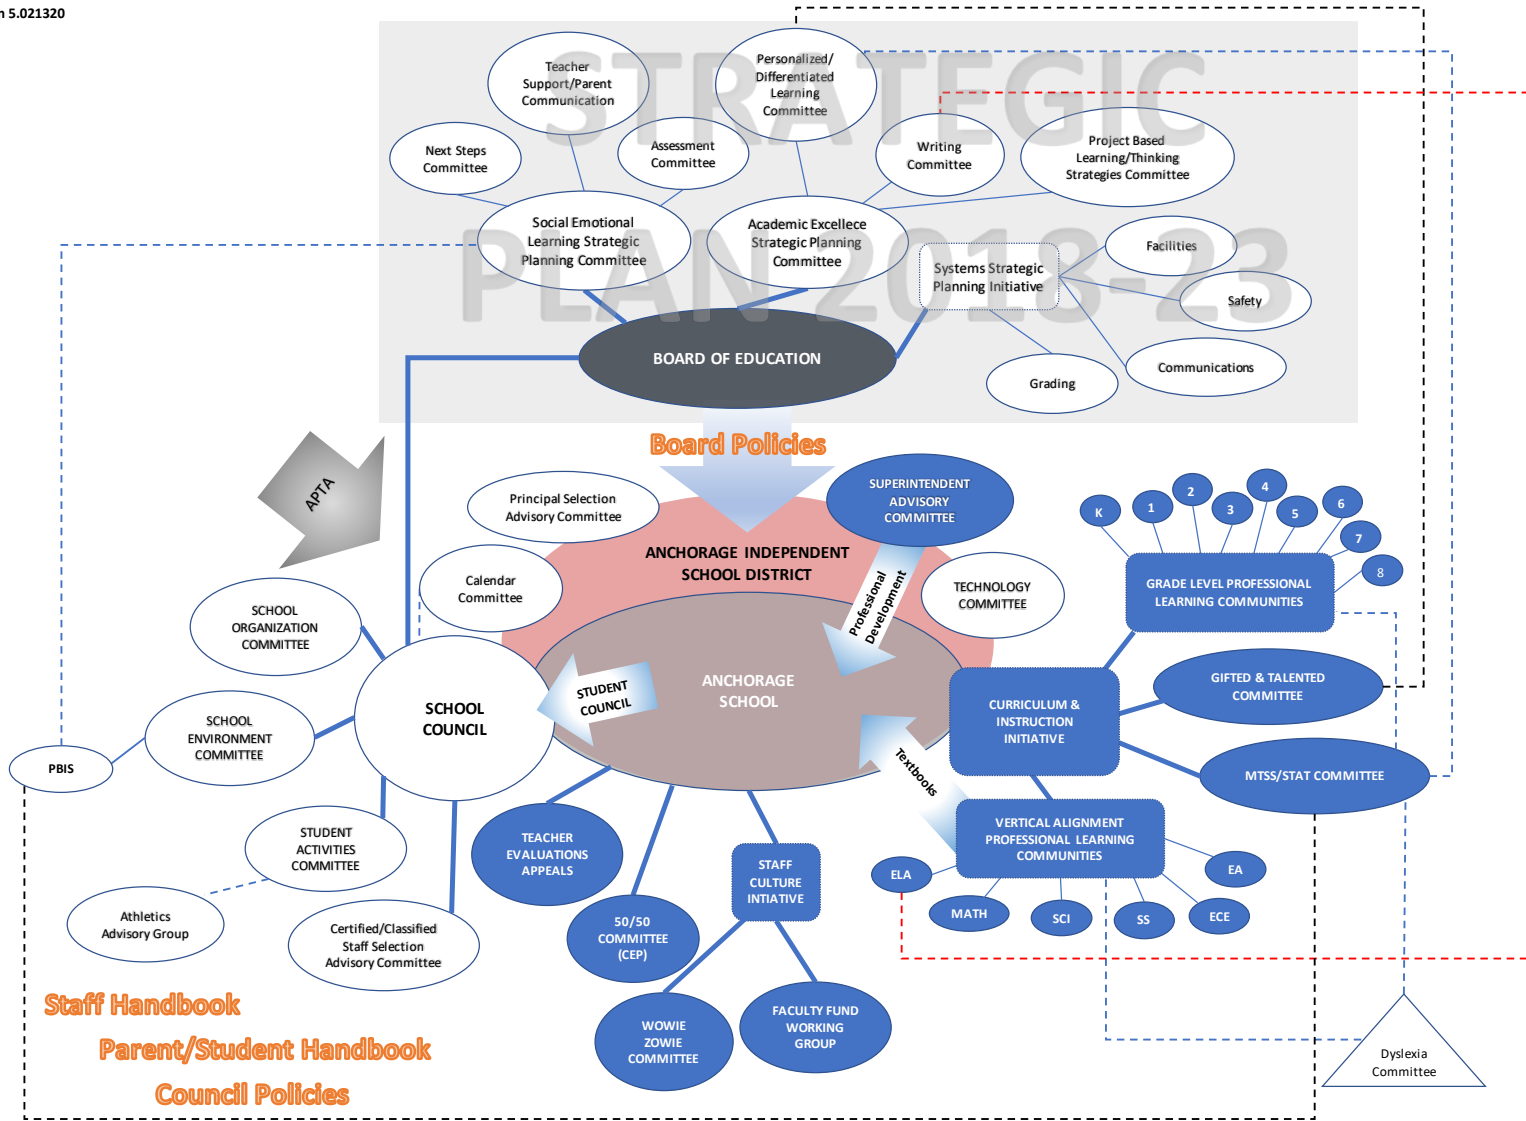 n 5.021320
STRATEGIC
PLAN 2018-23
Teacher
Support/Parent
Communication
Personalized/
Differentiated
Learning
Committee
Next Steps
Committee
Assessment
Committee
Writing
Committee
Project Based
Learning/Thinking
Strategies Committee
Social Emotional
Learning Strategic
Planning Committee
Academic Excellece
Strategic Planning
Committee
Systems Strategic
Planning Initiative
Facilities
Safety
Communications
Grading
BOARD OF EDUCATION
Board Policies
APTA
Principal Selection
Advisory Committee
SUPERINTENDENT
ADVISORY
COMMITTEE
Calendar
Committee
ANCHORAGE INDEPENDENT
SCHOOL DISTRICT
Professional
Development
TECHNOLOGY
COMMITTEE
K
1
2
3
4
5
6
7
8
GRADE LEVEL PROFESSIONAL
LEARNING COMMUNITIES
SCHOOL
ORGANIZATION
COMMITTEE
SCHOOL
COUNCIL
STUDENT
COUNCIL
ANCHORAGE
SCHOOL
CURRICULUM &
INSTRUCTION
INITIATIVE
GIFTED & TALENTED
COMMITTEE
SCHOOL
ENVIRONMENT
COMMITTEE
PBIS
Textbooks
MTSS/STAT COMMITTEE
STUDENT
ACTIVITIES
COMMITTEE
TEACHER
EVALUATIONS
APPEALS
STAFF
CULTURE
INTIATIVE
VERTICAL ALIGNMENT
PROFESSIONAL LEARNING
COMMUNITIES
ELA
MATH
SCI
SS
ECE
EA
Athletics
Advisory Group
Certified/Classified
Staff Selection
Advisory Committee
50/50
COMMITTEE
(CEP)
WOWIE
ZOWIE
COMMITTEE
FACULTY FUND
WORKING
GROUP
Dyslexia
Committee
Staff Handbook
Parent/Student Handbook
Council Policies